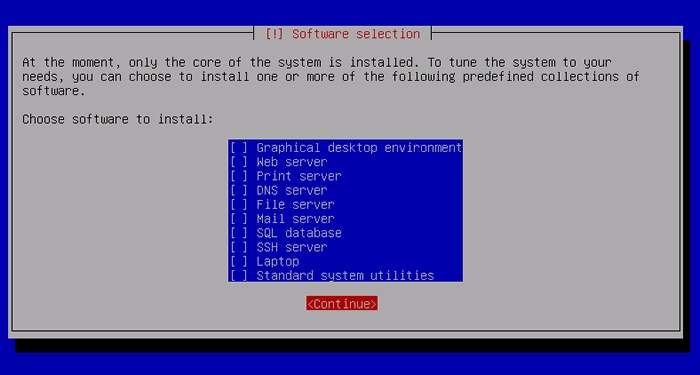 [!] Software selection
At the moment, only the core of the system is installed. To tune the system to your
needs, you can choose to install one or more of the following predefined collections of
software.
Choose software to install:
[ ] Graphical desktop environment
[ ] Web server
[ ] Print server
[ ] DNS server
[ ] File server
[ ] Mail server
[ ] SQL database
[ ] SSH server
[ ] Laptop
[ ] Standard system utilities
<Continue>